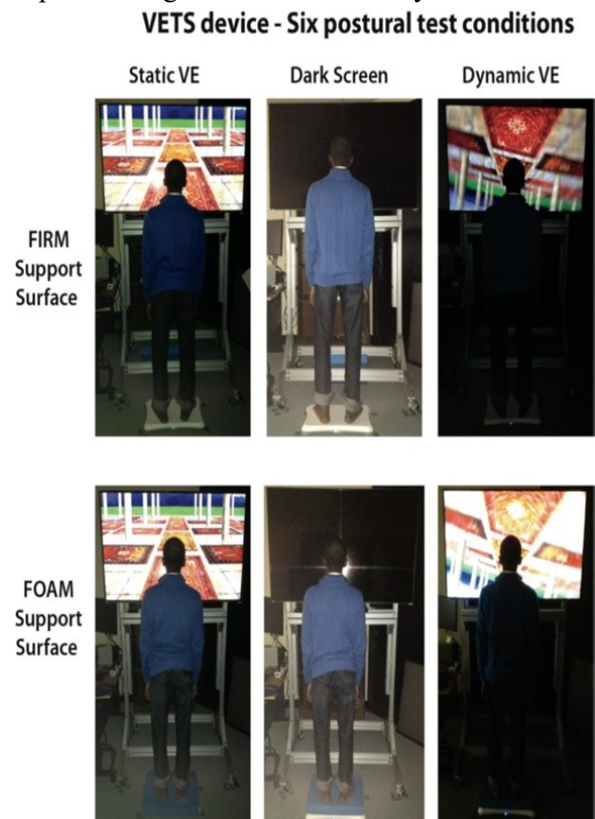 VETS device - Six postural test conditions
Static VE
Dark Screen
Dynamic VE
FIRM
Support
Surface
FOAM
Support
Surface